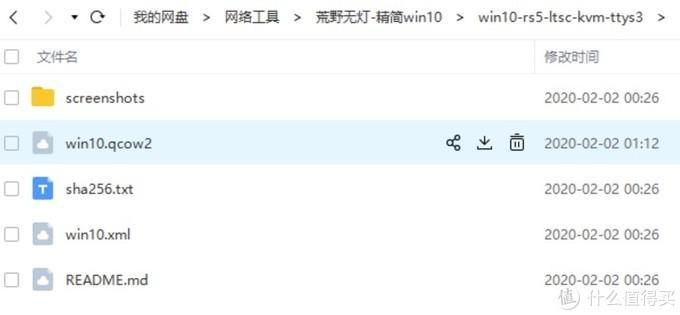 我的网盘 > 网络工具 > 荒野无灯-精简win10 > win10-rs5-ltsc-kvm-ttys3 >
文件名 修改时间
screenshots 2020-02-02 00:26
win10.qcow2 2020-02-02 01:12
T sha256.txt 2020-02-02 00:26
win10.xml 2020-02-02 00:26
README.md 2020-02-02 00:26
值 什么值得买